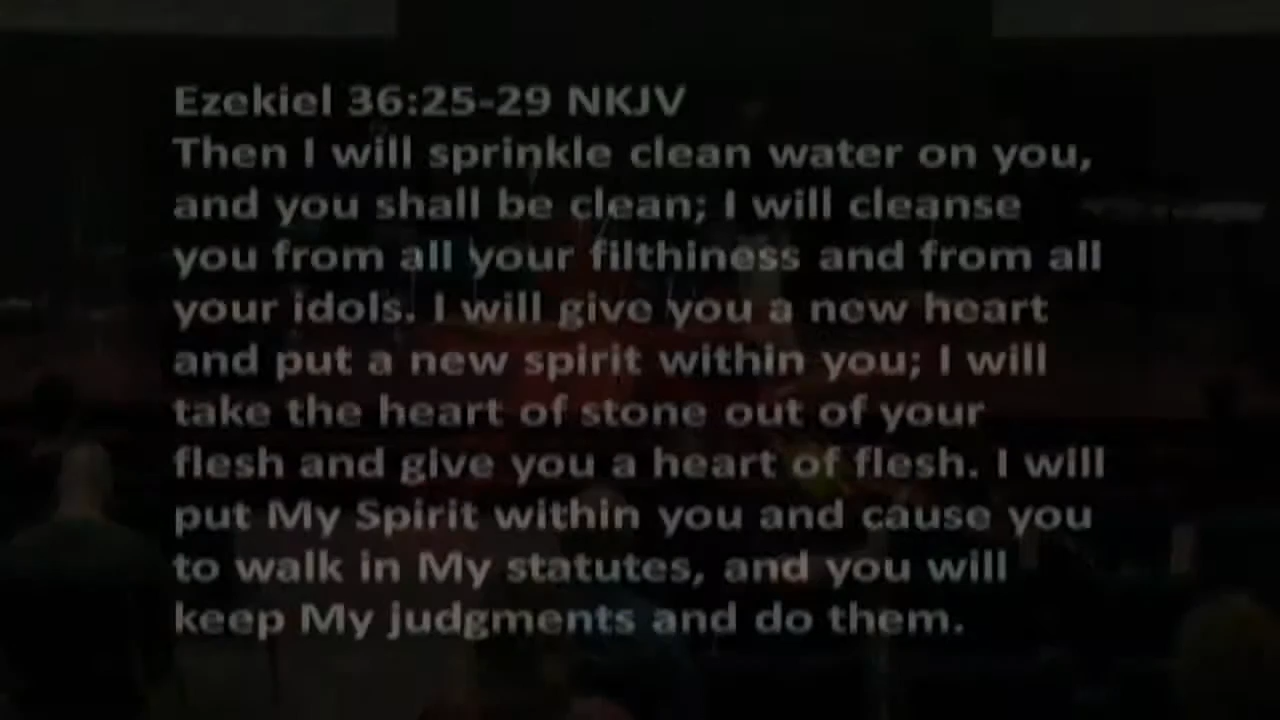 Ezekiel 36:25-29 NKJV
Then I will sprinkle clean water on you,
and you shall be clean; I will cleanse
you from all your filthiness and from all
your idols. I will give you a new heart
and put a new spirit within you; I will
take the heart of stone out of your
flesh and give you a heart of flesh. I will
put My Spirit within you and cause you
to walk in My statutes, and you will
keep My judgments and do them.